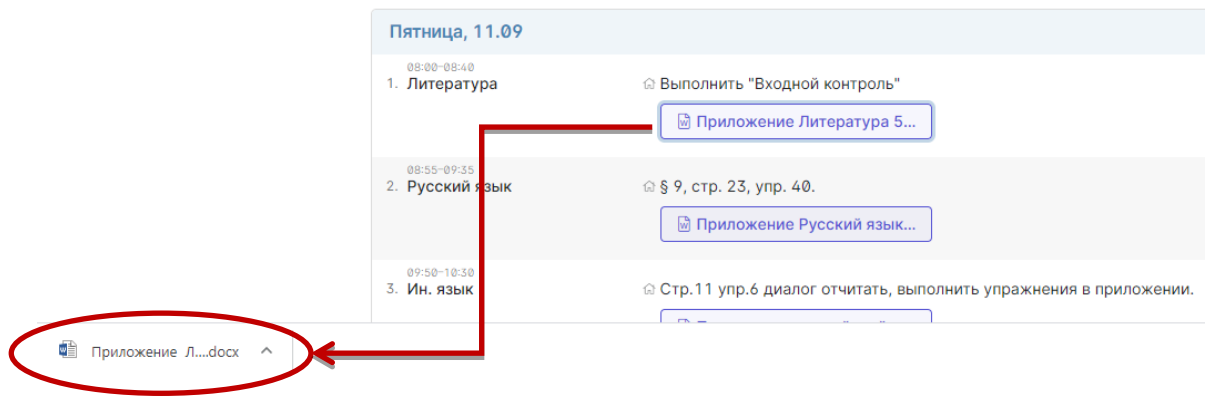 Пятница, 11.09
08:00-08:40
1. Литература
Выполнить "Входной контроль"
Приложение Литература 5...
08:55-09:35
2. Русский язык
§ 9, стр. 23, упр. 40.
Приложение Русский язык...
09:50-10:30
3. Ин. язык
Стр.11 упр.6 диалог отчитать, выполнить упражнения в приложении.
Приложение Л....docx